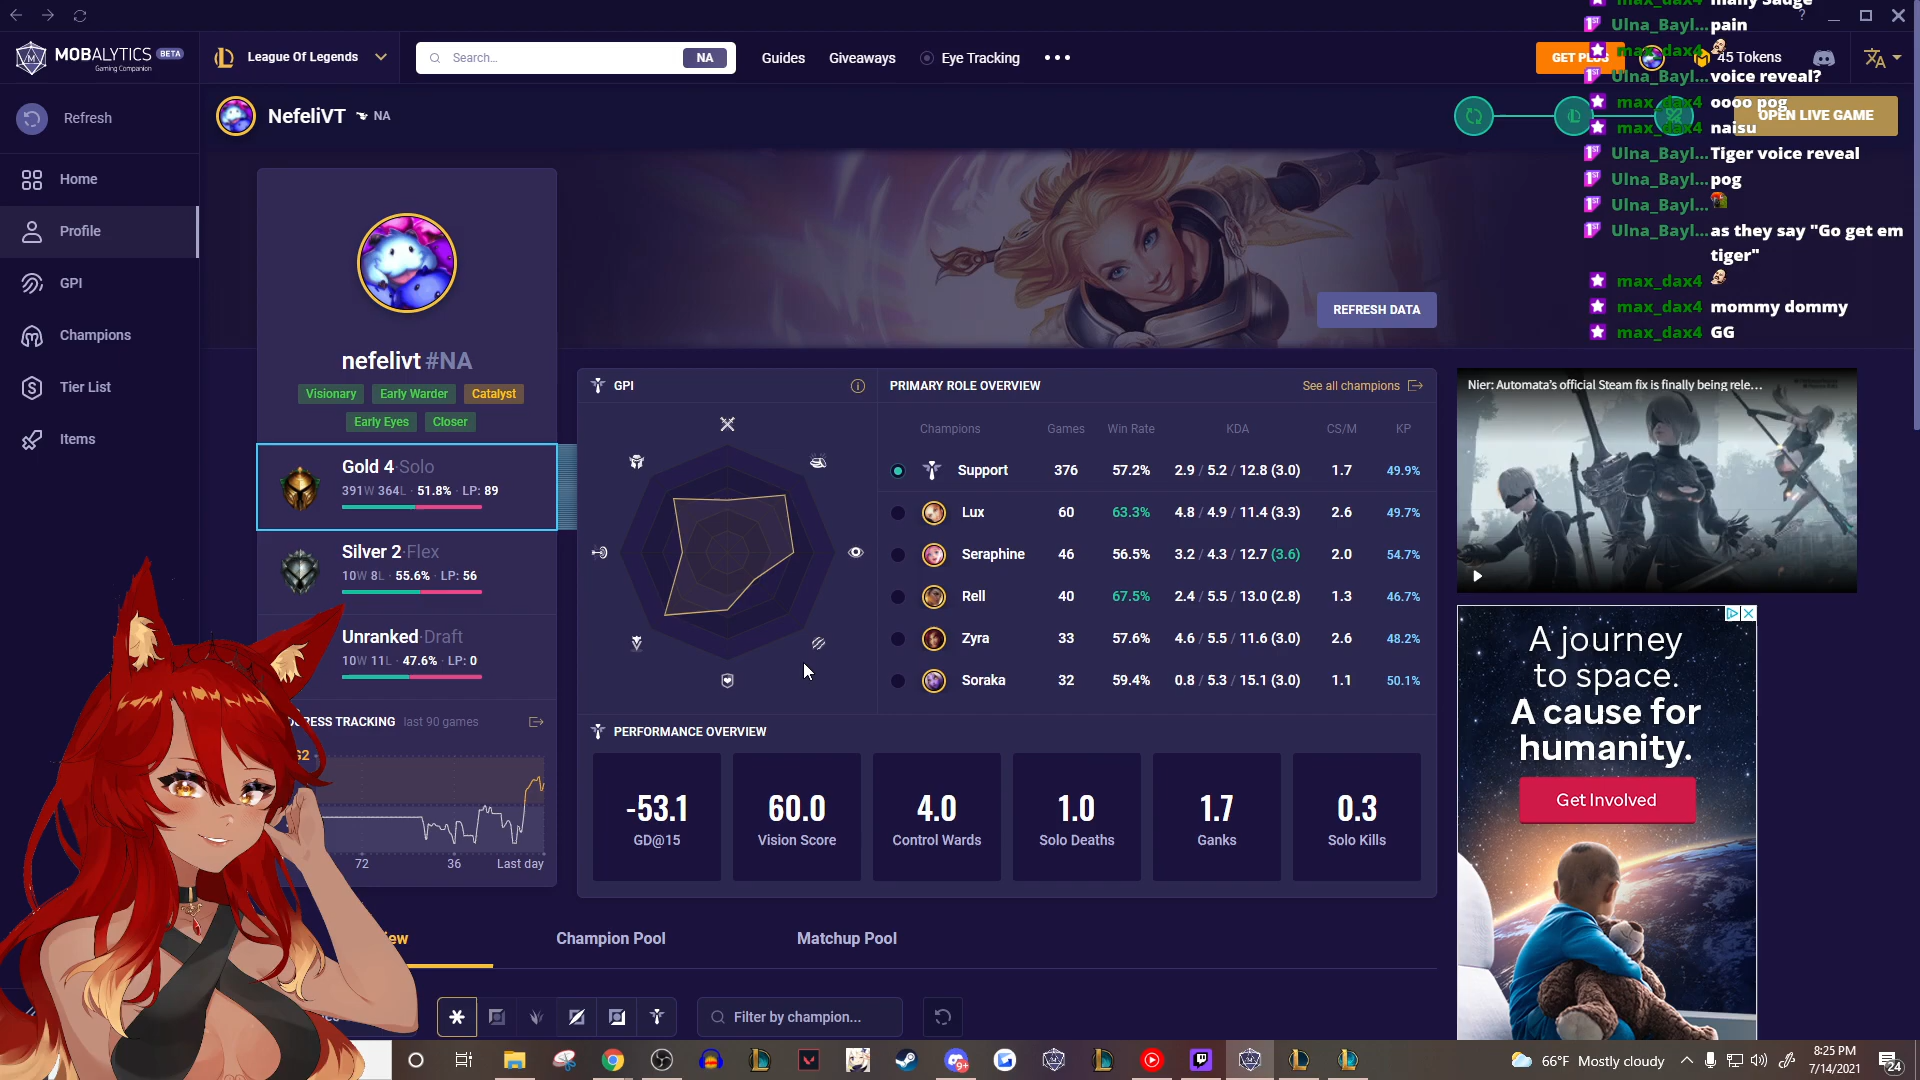 MOBALYTICS BETA
Gaming Companion
League Of Legends
Search...
NA
Guides
Giveaways
Eye Tracking
GET PLUS
45 Tokens
Refresh
Home
Profile
GPI
Champions
Tier List
Items
NefeliVT NA
OPEN LIVE GAME
many Sadge
Ulna_Bayl... pain
max_dax4
Ulna_Bayl... voice reveal?
max_dax4 oooo pog
max_dax4 naisu
Ulna_Bayl... Tiger voice reveal
Ulna_Bayl... pog
Ulna_Bayl...
Ulna_Bayl... as they say "Go get em
tiger"
max_dax4
max_dax4 mommy dommy
max_dax4 GG
REFRESH DATA
nefelivt #NA
Visionary Early Warder Catalyst
Early Eyes Closer
Gold 4 Solo
391W 364L · 51.8% · LP: 89
Silver 2 Flex
10W 8L · 55.6% · LP: 56
Unranked Draft
10W 11L · 47.6% · LP: 0
TRACKING last 90 games
G2
72 36 Last day
GPI
PRIMARY ROLE OVERVIEW
See all champions
Champions Games Win Rate KDA CS/M KP
Support 376 57.2% 2.9 / 5.2 / 12.8 (3.0) 1.7 49.9%
Lux 60 63.3% 4.8 / 4.9 / 11.4 (3.3) 2.6 49.7%
Seraphine 46 56.5% 3.2 / 4.3 / 12.7 (3.6) 2.0 54.7%
Rell 40 67.5% 2.4 / 5.5 / 13.0 (2.8) 1.3 46.7%
Zyra 33 57.6% 4.6 / 5.5 / 11.6 (3.0) 2.6 48.2%
Soraka 32 59.4% 0.8 / 5.3 / 15.1 (3.0) 1.1 50.1%
PERFORMANCE OVERVIEW
-53.1
GD@15
60.0
Vision Score
4.0
Control Wards
1.0
Solo Deaths
1.7
Ganks
0.3
Solo Kills
Champion Pool
Matchup Pool
Filter by champion...
Nier: Automata's official Steam fix is finally being rele...
A journey
to space.
A cause for
humanity.
Get Involved
9+
66°F Mostly cloudy
8:25 PM
7/14/2021
24